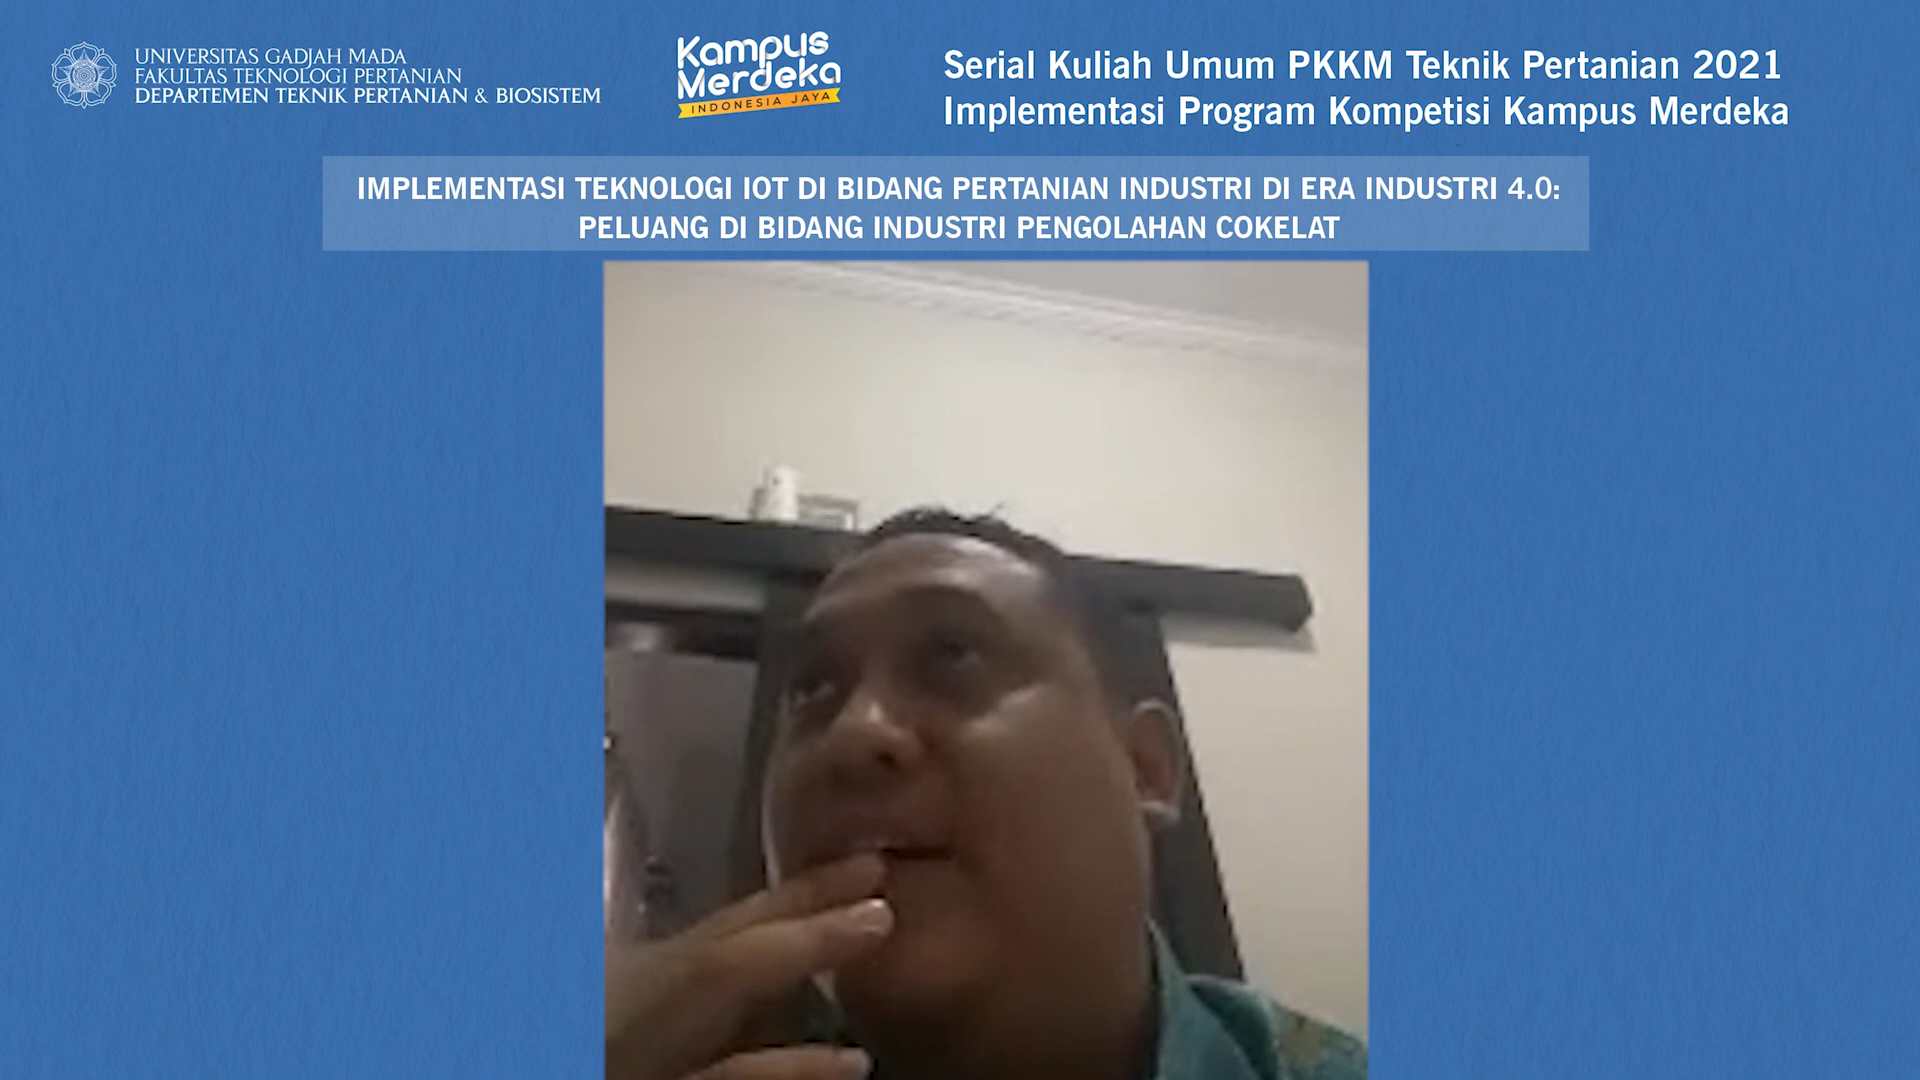 UNIVERSITAS GADJAH MADA
FAKULTAS TEKNOLOGI PERTANIAN
DEPARTEMEN TEKNIK PERTANIAN & BIOSISTEM
Kampus
Merdeka
INDONESIA JAYA
Serial Kuliah Umum PKKM Teknik Pertanian 2021
Implementasi Program Kompetisi Kampus Merdeka
IMPLEMENTASI TEKNOLOGI IOT DI BIDANG PERTANIAN INDUSTRI DI ERA INDUSTRI 4.0:
PELUANG DI BIDANG INDUSTRI PENGOLAHAN COKELAT